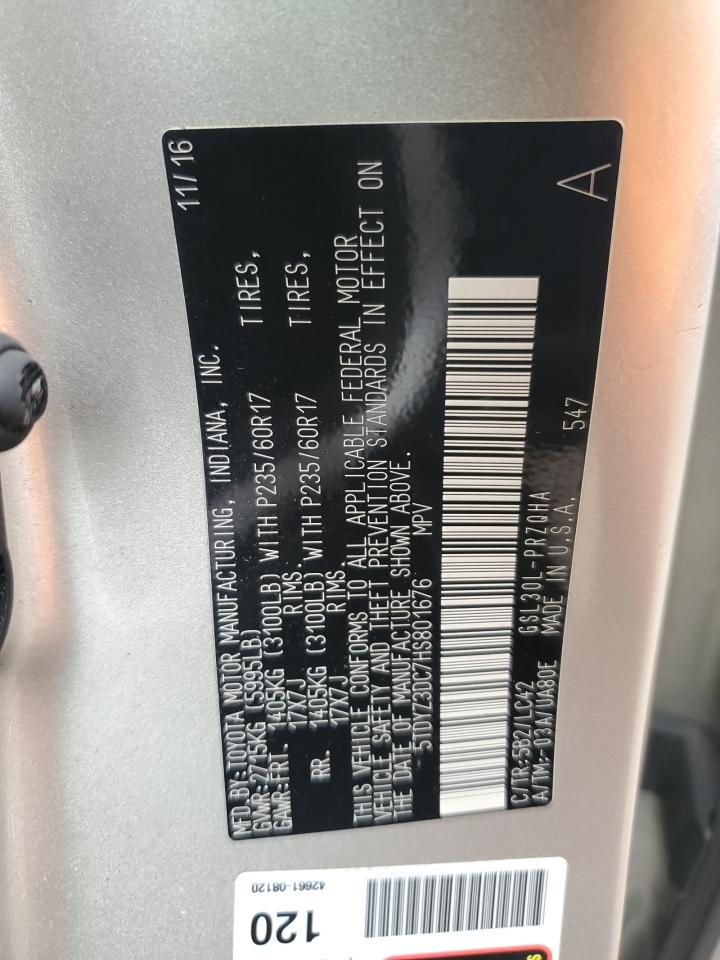 MFD.BY:TOYOTA MOTOR MANUFACTURING, INDIANA, INC. 11/16
GVWR:2715KG (5995LB)
GAWR:FRT. 1405KG (3100LB) WITH P235/60R17 TIRES,
17X7J RIMS.
RR. 1405KG (3100LB) WITH P235/60R17 TIRES,
17X7J RIMS.
THIS VEHICLE CONFORMS TO ALL APPLICABLE FEDERAL MOTOR
VEHICLE SAFETY AND THEFT PREVENTION STANDARDS IN EFFECT ON
THE DATE OF MANUFACTURE SHOWN ABOVE.
5TDYZ3DC7HS801676 MPV
C/TR:5B2/LC42 GSL30L-PRZQHA
A/TM:-03A/UA80E MADE IN U.S.A. 547 A
42661-08120
120